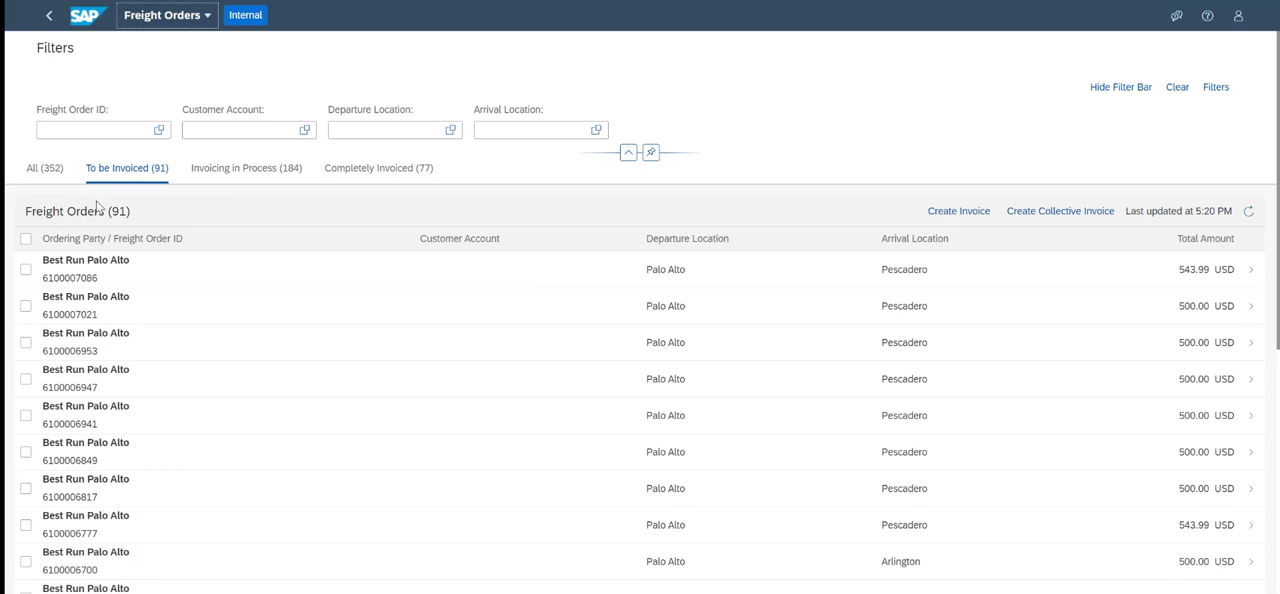 SAP Freight Orders Internal
Filters
Hide Filter Bar Clear Filters
Freight Order ID: Customer Account: Departure Location: Arrival Location:
All (352) To be Invoiced (91) Invoicing in Process (184) Completely Invoiced (77)
Freight Orders (91) Create Invoice Create Collective Invoice Last updated at 5:20 PM
Ordering Party / Freight Order ID Customer Account Departure Location Arrival Location Total Amount
Best Run Palo Alto
6100007086 Palo Alto Pescadero 543.99 USD
Best Run Palo Alto
6100007021 Palo Alto Pescadero 500.00 USD
Best Run Palo Alto
6100006953 Palo Alto Pescadero 500.00 USD
Best Run Palo Alto
6100006947 Palo Alto Pescadero 500.00 USD
Best Run Palo Alto
6100006941 Palo Alto Pescadero 500.00 USD
Best Run Palo Alto
6100006849 Palo Alto Pescadero 500.00 USD
Best Run Palo Alto
6100006817 Palo Alto Pescadero 500.00 USD
Best Run Palo Alto
6100006777 Palo Alto Pescadero 543.99 USD
Best Run Palo Alto
6100006700 Palo Alto Arlington 500.00 USD
Best Run Palo Alto